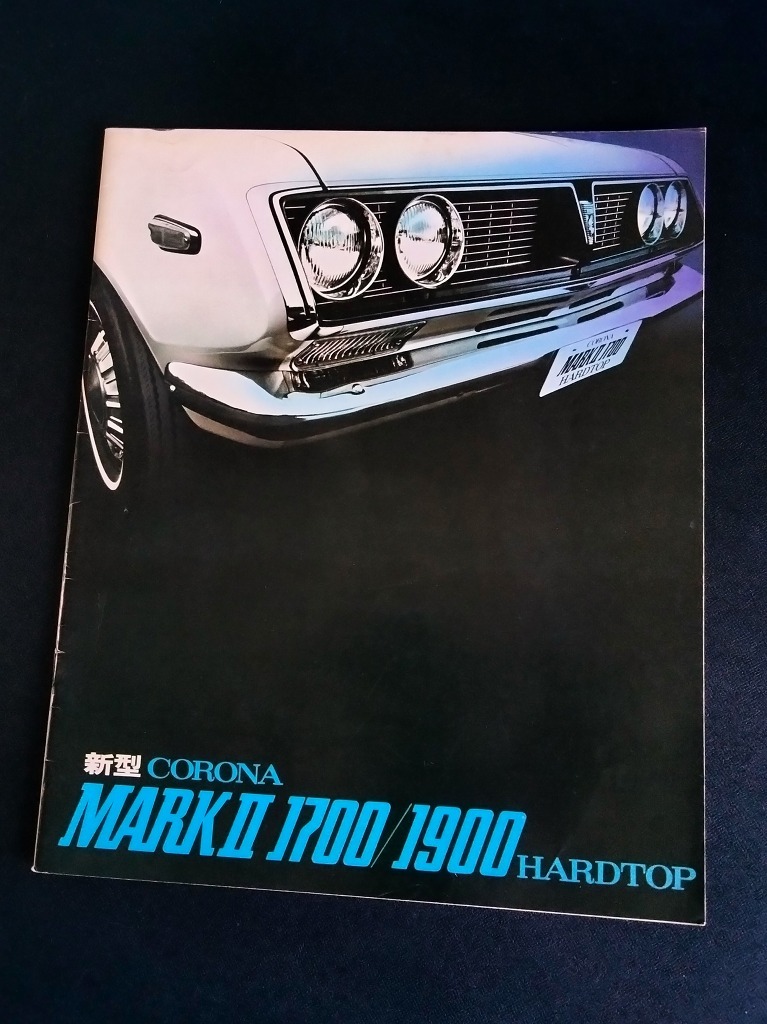 CORONA
MARK II 1700
HARDTOP
新型 CORONA
MARK II 1700/1900 HARDTOP